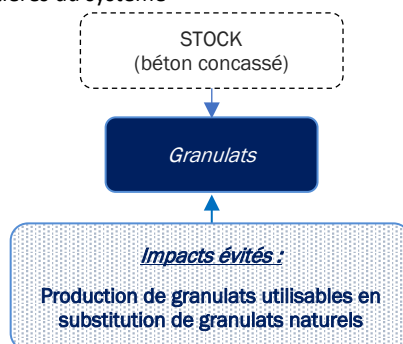 STOCK
(béton concassé)
Granulats
Impacts évités :
Production de granulats utilisables en
substitution de granulats naturels